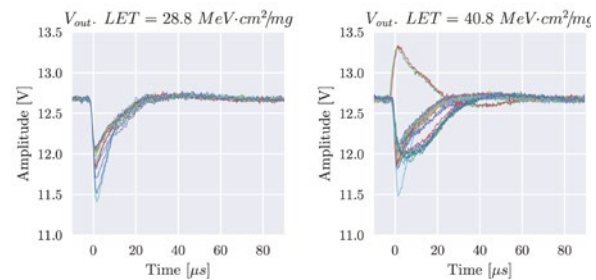 V_out. LET = 28.8 MeV·cm²/mg
13.5
13.0
12.5
12.0
11.5
11.0
Amplitude [V]
0 20 40 60 80
Time [μs]
V_out. LET = 40.8 MeV·cm²/mg
13.5
13.0
12.5
12.0
11.5
11.0
Amplitude [V]
0 20 40 60 80
Time [μs]